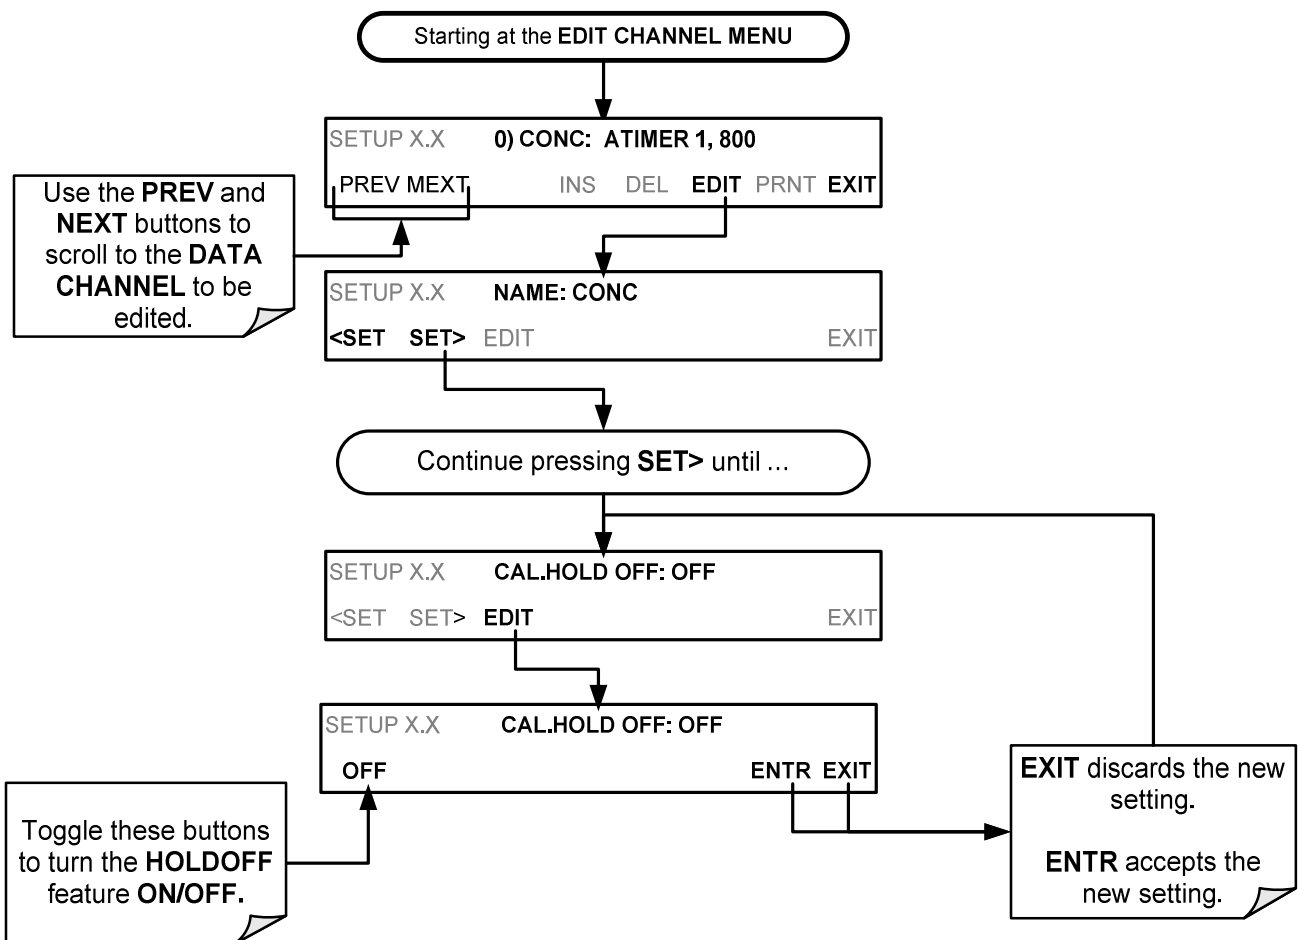 Starting at the EDIT CHANNEL MENU
SETUP X.X 0) CONC: ATIMER 1, 800
PREV MEXT INS DEL EDIT PRNT EXIT
Use the PREV and
NEXT buttons to
scroll to the DATA
CHANNEL to be
edited.
SETUP X.X NAME: CONC
<SET SET> EDIT EXIT
Continue pressing SET> until ...
SETUP X.X CAL.HOLD OFF: OFF
<SET SET> EDIT EXIT
SETUP X.X CAL.HOLD OFF: OFF
OFF ENTR EXIT
Toggle these buttons
to turn the HOLDOFF
feature ON/OFF.
EXIT discards the new
setting.
ENTR accepts the
new setting.